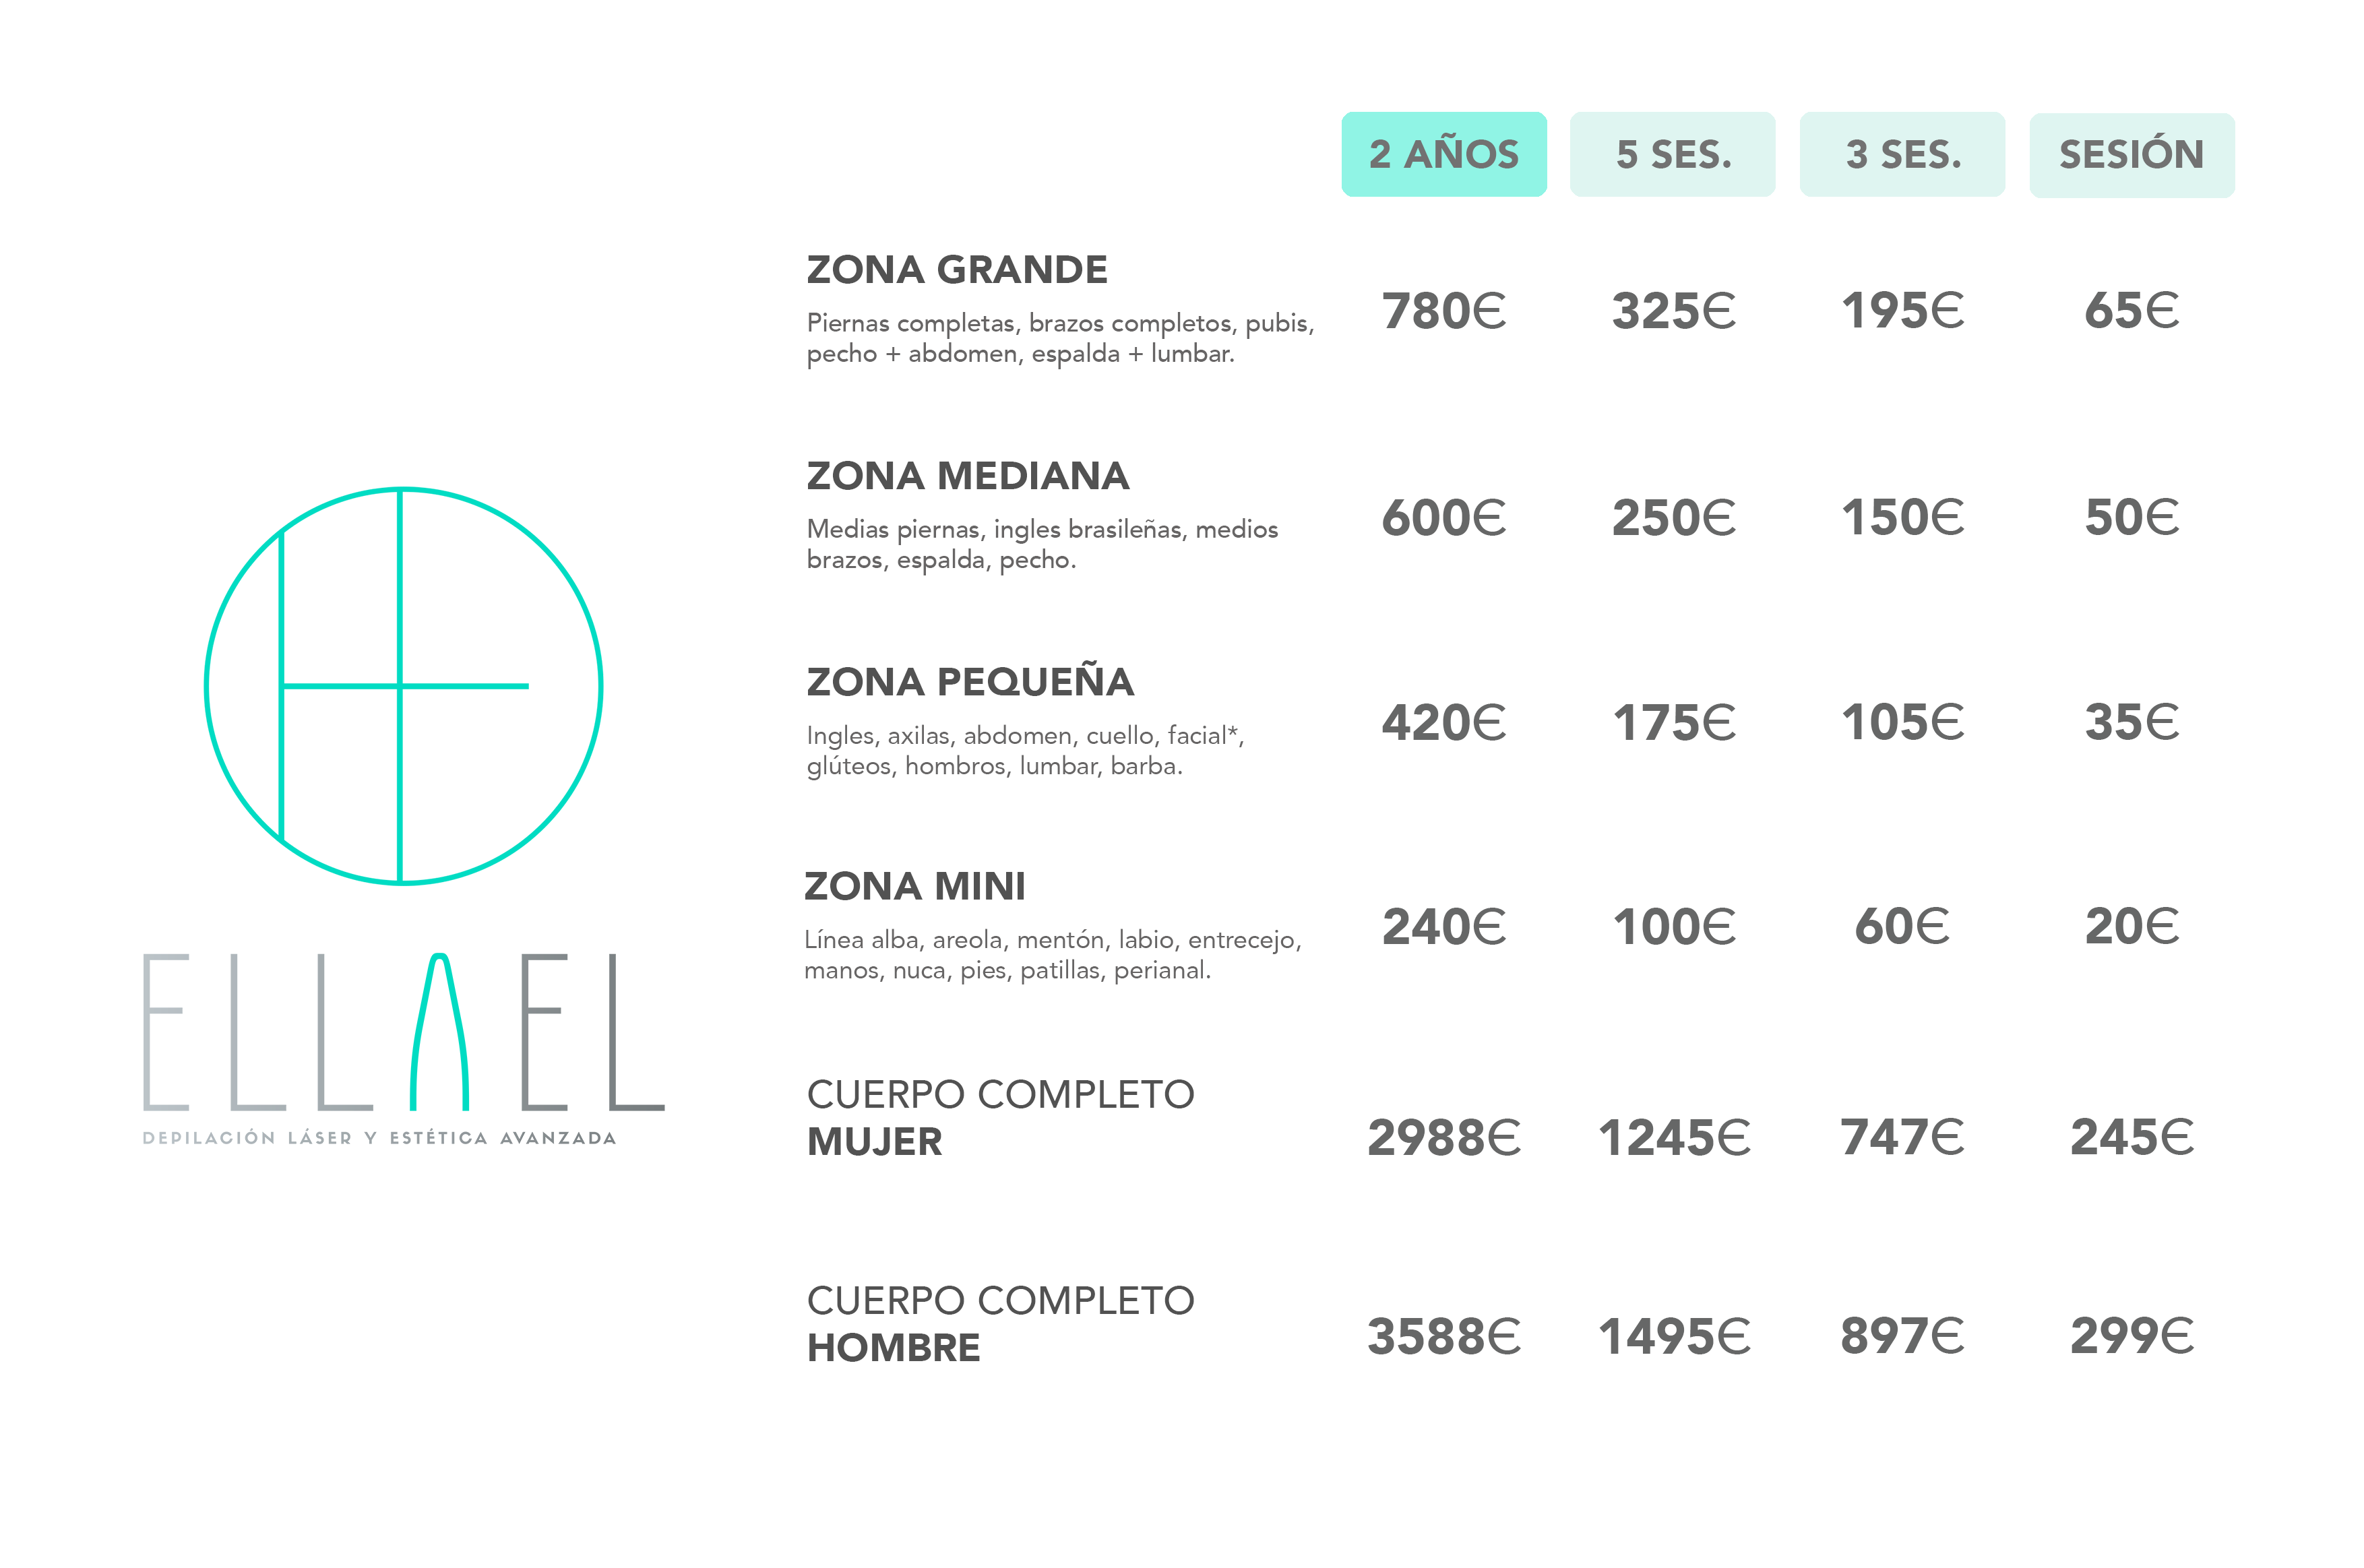 2 AÑOS 5 SES. 3 SES. SESIÓN
ZONA GRANDE
Piernas completas, brazos completos, pubis,
pecho + abdomen, espalda + lumbar.
780€ 325€ 195€ 65€
ZONA MEDIANA
Medias piernas, ingles brasileñas, medios
brazos, espalda, pecho.
600€ 250€ 150€ 50€
ZONA PEQUEÑA
Ingles, axilas, abdomen, cuello, facial*,
glúteos, hombros, lumbar, barba.
420€ 175€ 105€ 35€
ZONA MINI
Línea alba, areola, mentón, labio, entrecejo,
manos, nuca, pies, patillas, perianal.
240€ 100€ 60€ 20€
CUERPO COMPLETO
MUJER
2988€ 1245€ 747€ 245€
CUERPO COMPLETO
HOMBRE
3588€ 1495€ 897€ 299€
ELLAEL
DEPILACIÓN LÁSER Y ESTÉTICA AVANZADA